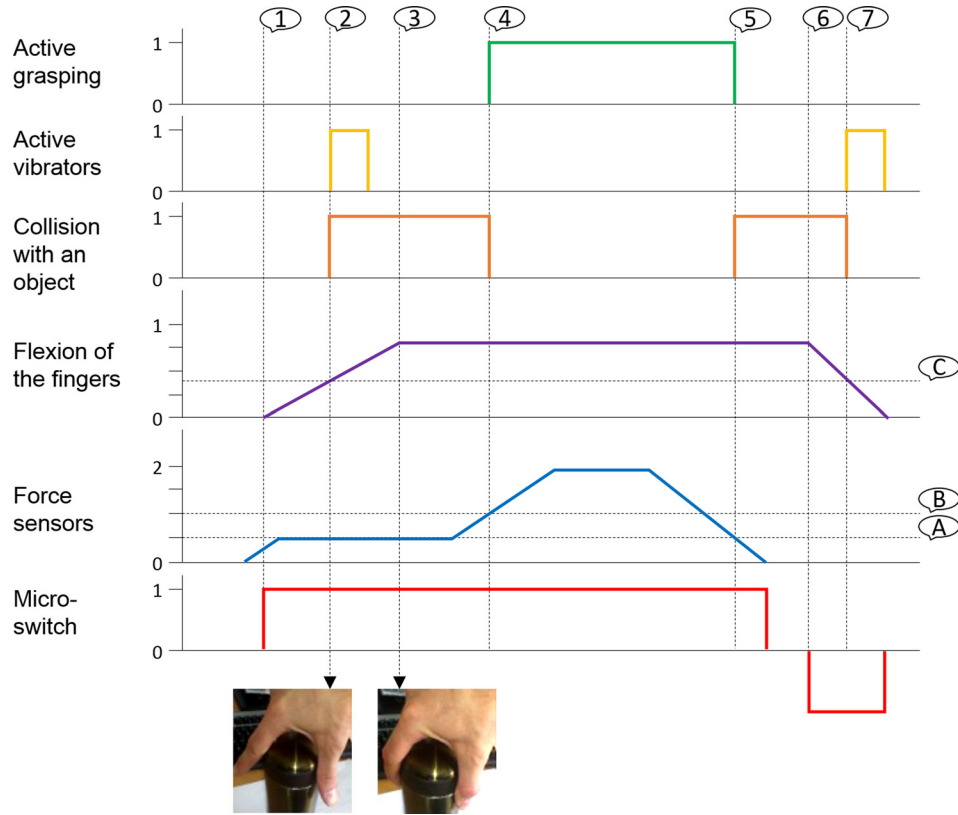 1 2 3 4 5 6 7
Active
grasping
1
0
Active
vibrators
1
0
Collision
with an
object
1
0
Flexion of
the fingers
1
0
C
Force
sensors
2
0
B
A
Micro-
switch
1
0